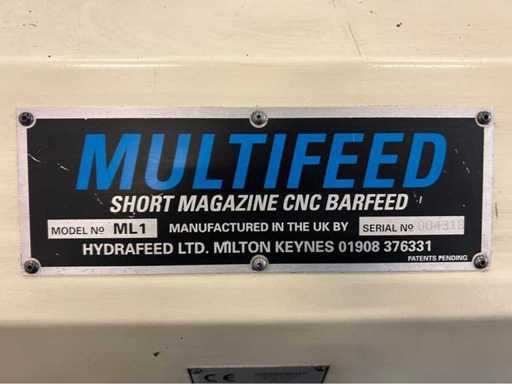 MULTIFEED
SHORT MAGAZINE CNC BARFEED
MODEL Nº ML1 MANUFACTURED IN THE UK BY SERIAL Nº 004318
HYDRAFEED LTD. MILTON KEYNES 01908 376331
PATENTS PENDING
CE